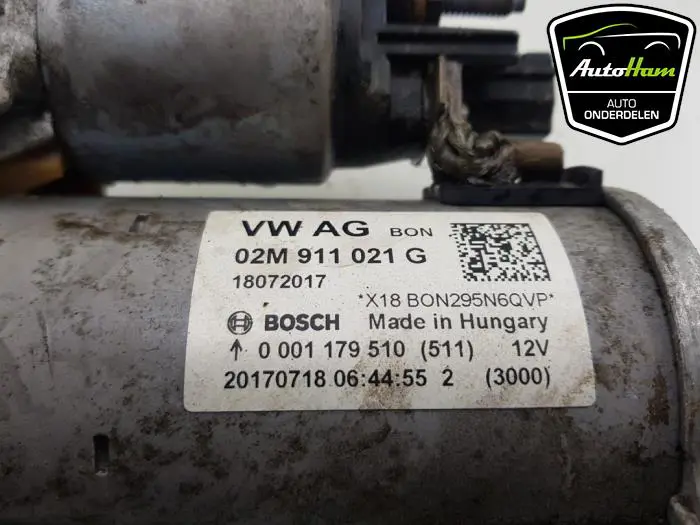 AutoHam
AUTO
ONDERDELEN
VW AG BON
02M 911 021 G
18072017
*X18 BON295N6QVP*
BOSCH Made in Hungary
↑ 0 001 179 510 (511) 12V
20170718 06:44:55 2 (3000)